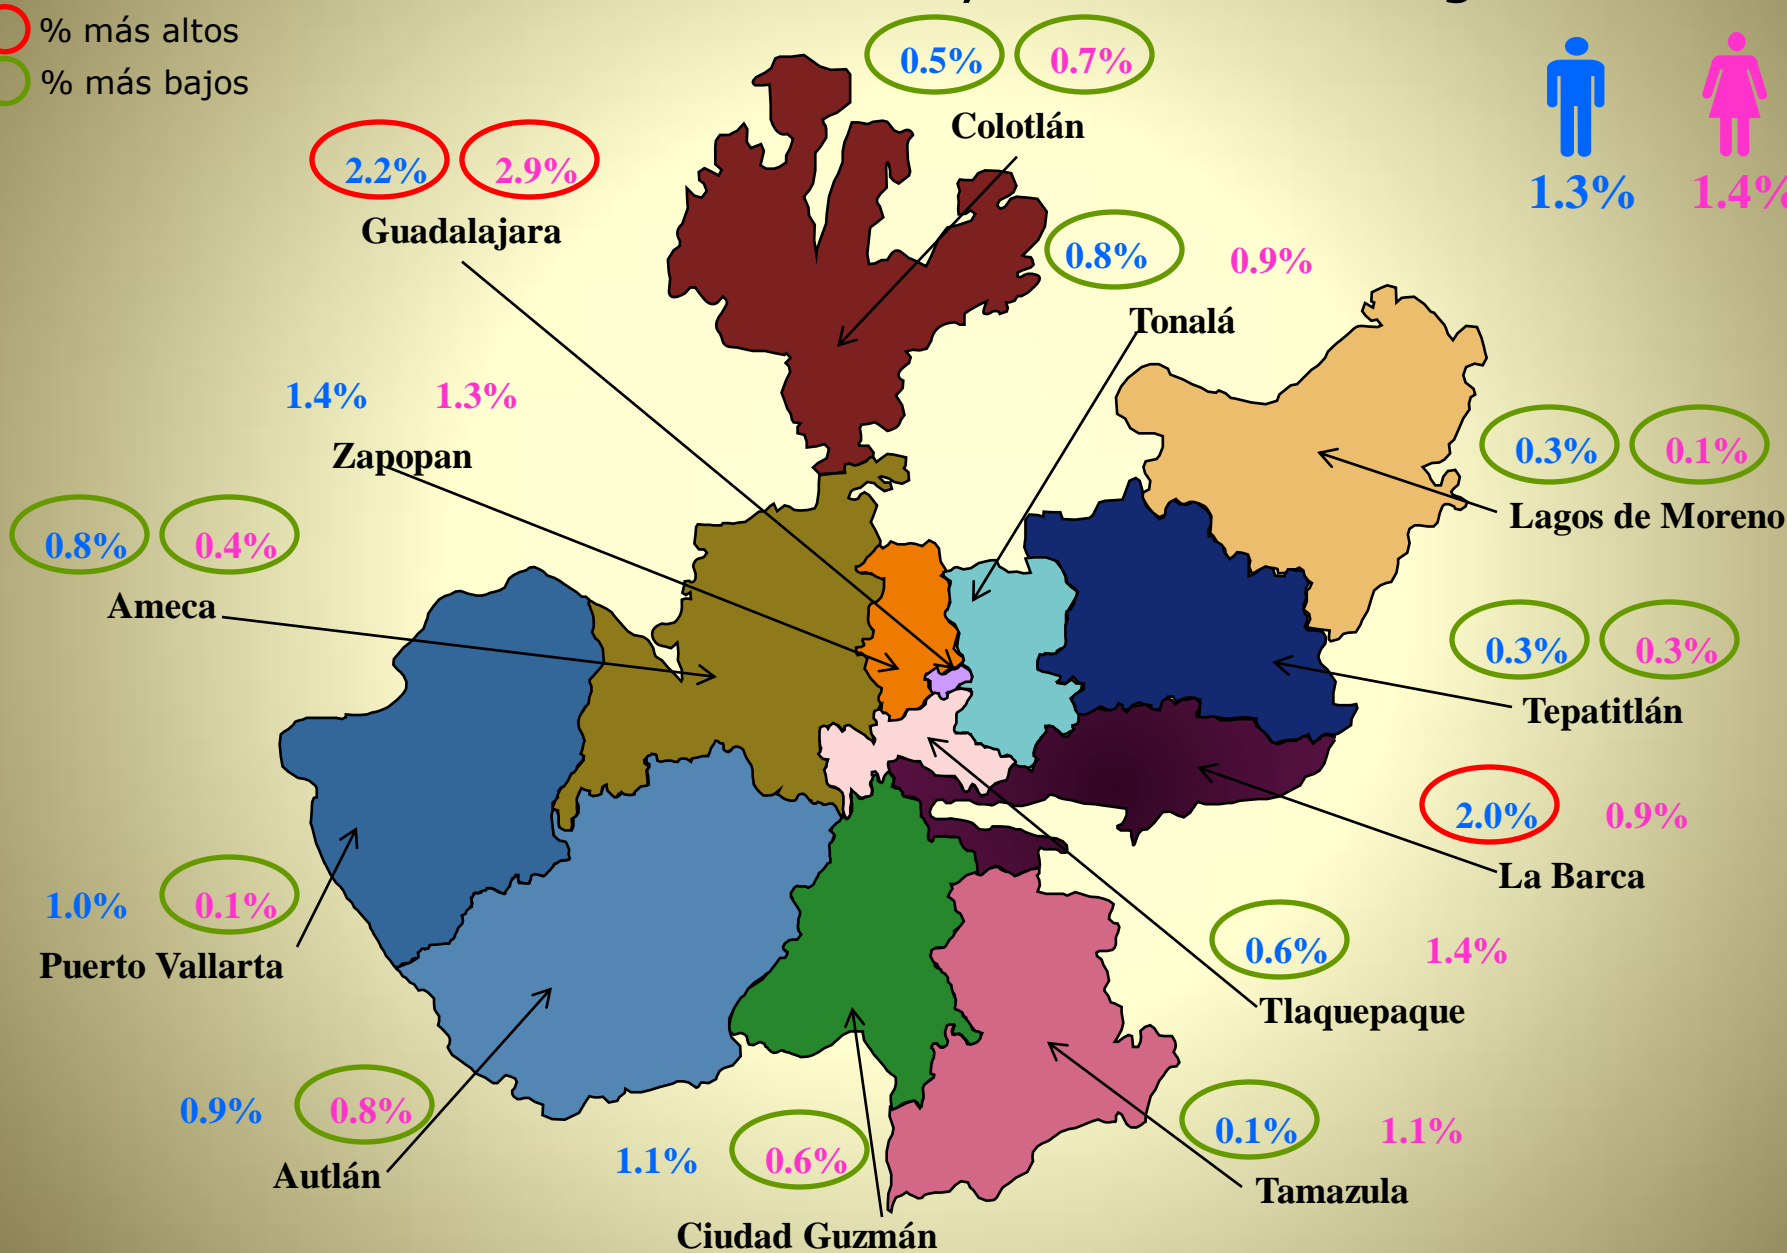 % más altos
% más bajos
0.5% 0.7%
Colotlán
1.3% 1.4%
2.2% 2.9%
Guadalajara
0.8% 0.9%
Tonalá
1.4% 1.3%
Zapopan
0.3% 0.1%
Lagos de Moreno
0.8% 0.4%
Ameca
0.3% 0.3%
Tepatitlán
2.0% 0.9%
La Barca
1.0% 0.1%
Puerto Vallarta
0.6% 1.4%
Tlaquepaque
0.9% 0.8%
Autlán
0.1% 1.1%
Tamazula
1.1% 0.6%
Ciudad Guzmán